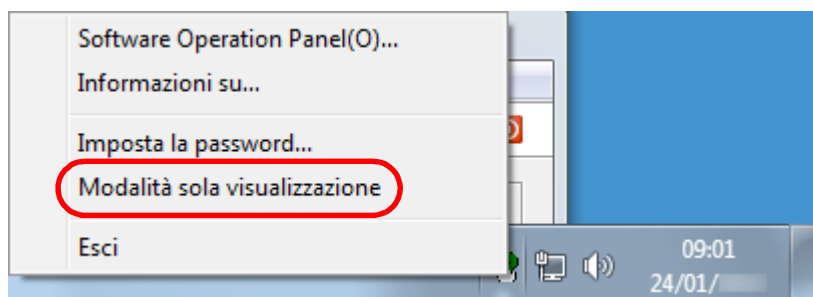 Software Operation Panel(O)...
Informazioni su...
Imposta la password...
Modalità sola visualizzazione
Esci
09:01
24/01/